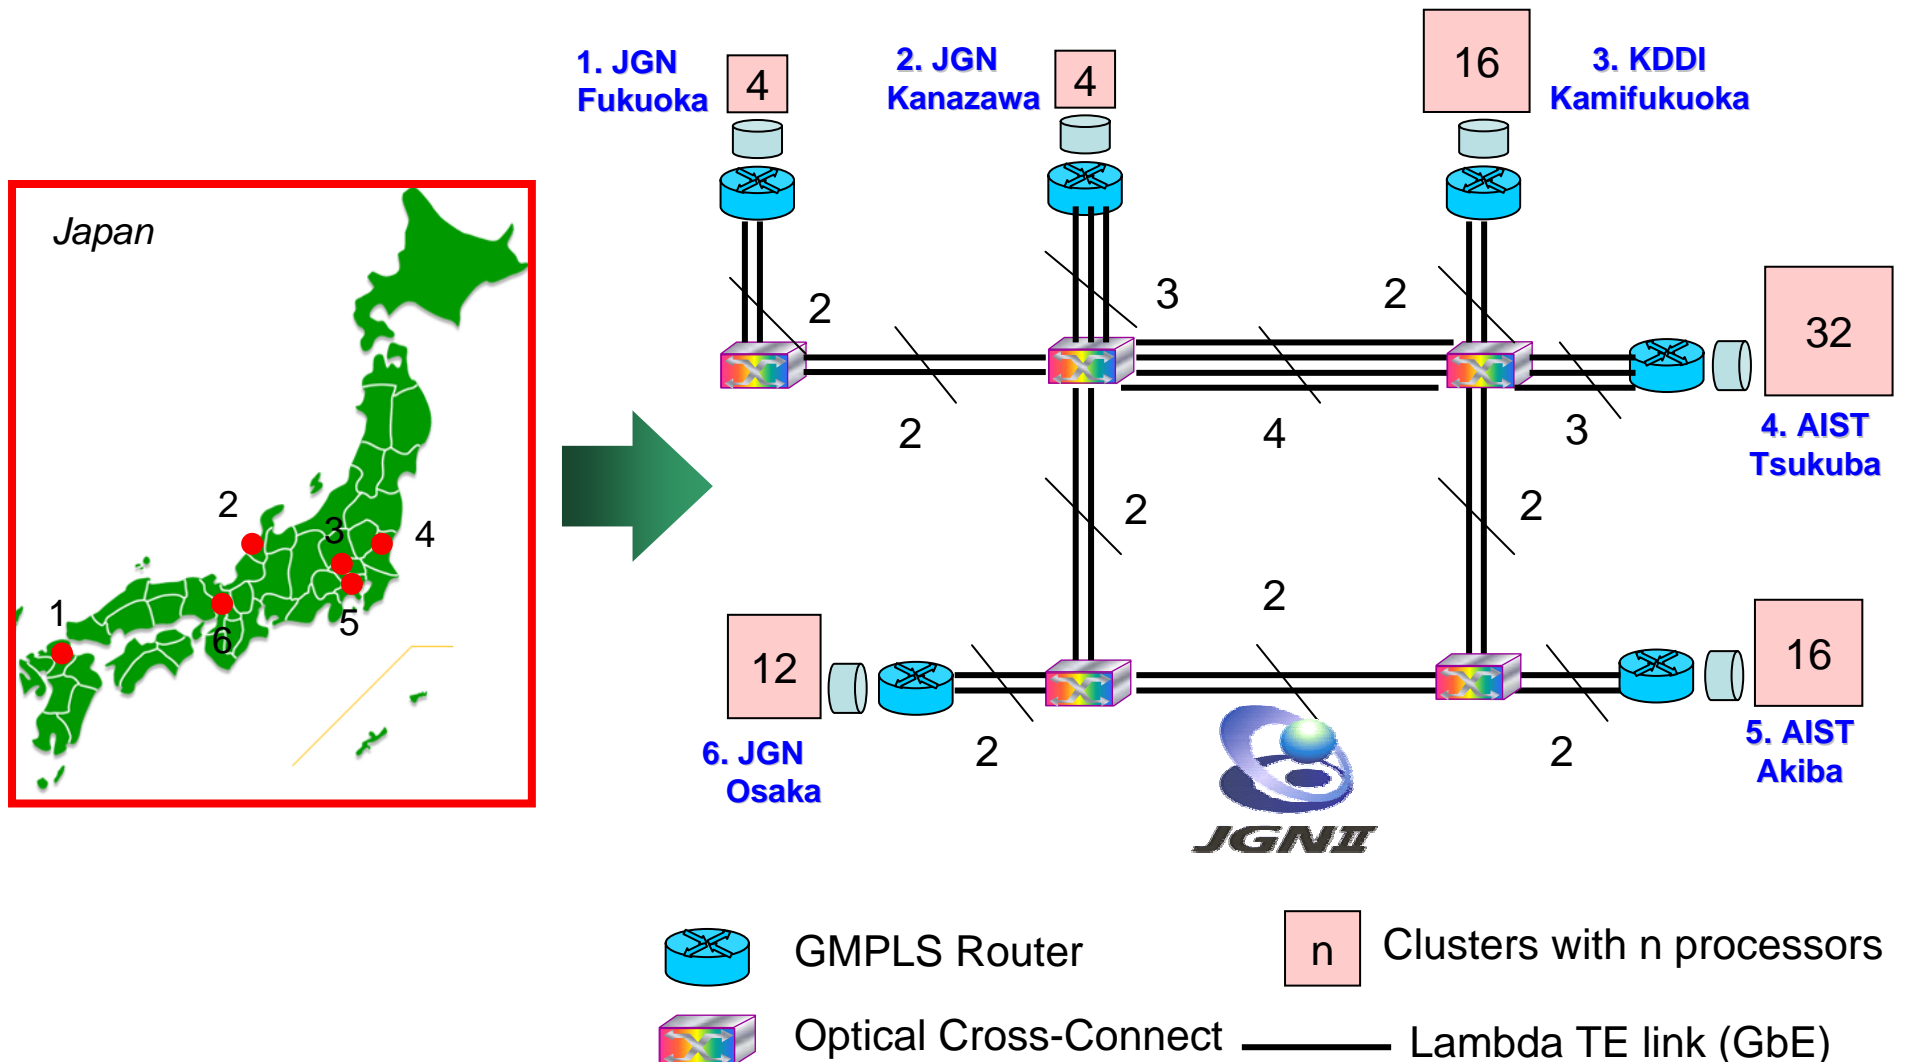 1. JGN
Fukuoka
4
2. JGN
Kanazawa
4
16
3. KDDI
Kamifukuoka
Japan
2
3
2
32
2
4
3
4. AIST
Tsukuba
2
3
4
1
5
6
2
2
2
12
16
6. JGN
Osaka
2
2
5. AIST
Akiba
JGNII
GMPLS Router
n
Clusters with n processors
Optical Cross-Connect
Lambda TE link (GbE)